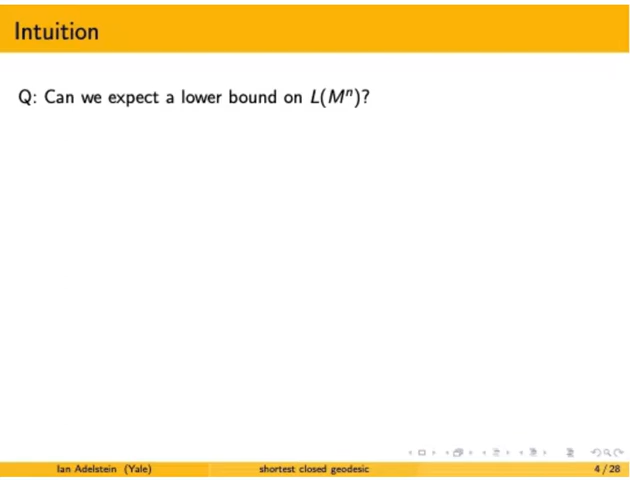 Intuition
Q: Can we expect a lower bound on L(Mⁿ)?
Ian Adelstein (Yale) shortest closed geodesic 4 / 28